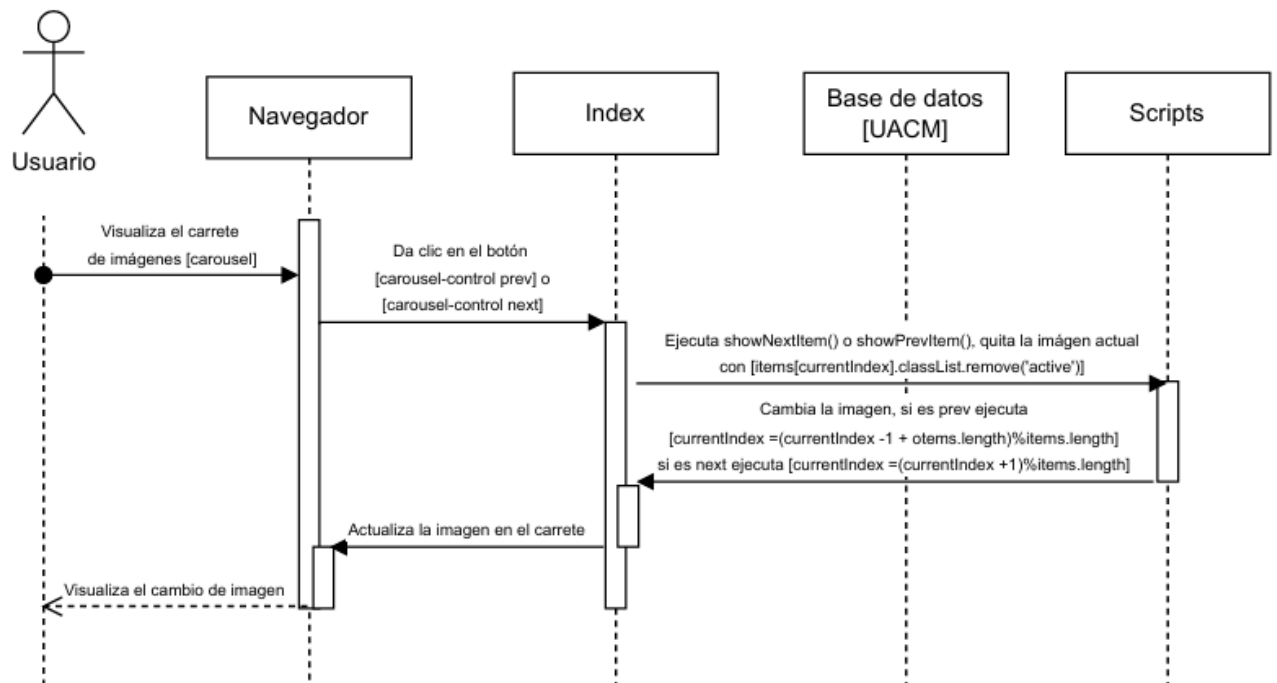 Usuario
Navegador
Index
Base de datos
[UACM]
Scripts
Visualiza el carrete
de imágenes [carousel]
Da clic en el botón
[carousel-control prev] o
[carousel-control next]
Ejecuta showNextItem() o showPrevItem(), quita la imágen actual
con [items[currentIndex].classList.remove('active')]
Cambia la imagen, si es prev ejecuta
[currentIndex =(currentIndex -1 + otems.length)%items.length]
si es next ejecuta [currentIndex =(currentIndex +1)%items.length]
Actualiza la imagen en el carrete
Visualiza el cambio de imagen